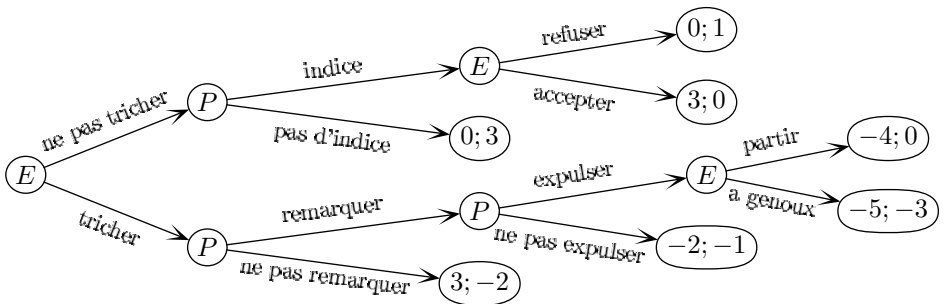 refuser
0; 1
indice
E
accepter
3; 0
ne pas tricher
P
pas d'indice
0; 3
partir
−4; 0
E
expulser
E
a genoux
−5; −3
tricher
remarquer
P
ne pas expulser
−2; −1
P
ne pas remarquer
3; −2